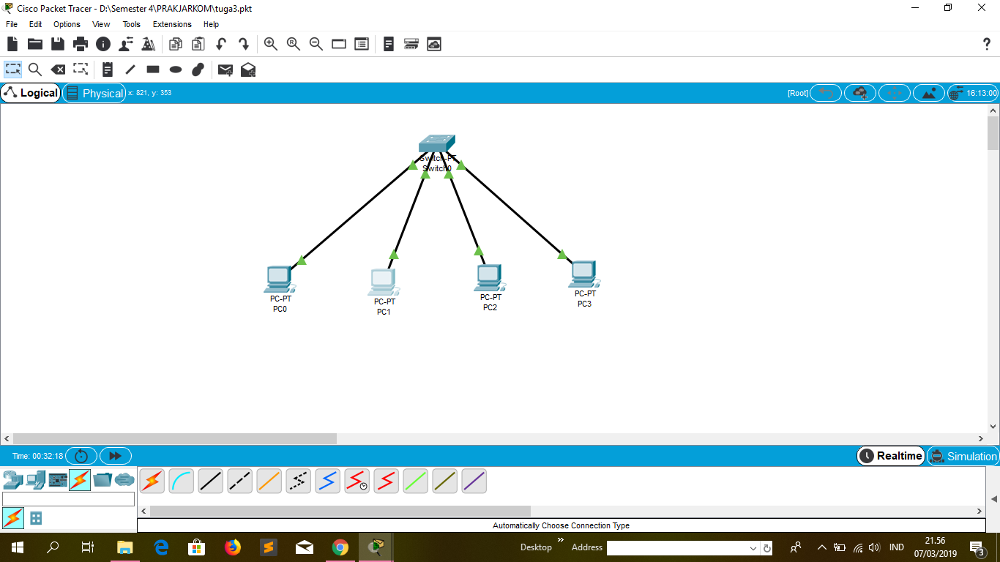 Cisco Packet Tracer - D:\Semester 4\PRAKJARKOM\tuga3.pkt
File Edit Options View Tools Extensions Help
?
Logical Physical x: 821, y: 353 [Root] 16:13:00
Switch-PT
Switch0
PC-PT
PC0
PC-PT
PC1
PC-PT
PC2
PC-PT
PC3
Time: 00:32:18 Realtime Simulation
Automatically Choose Connection Type
Desktop Address IND 21.56
07/03/2019 3